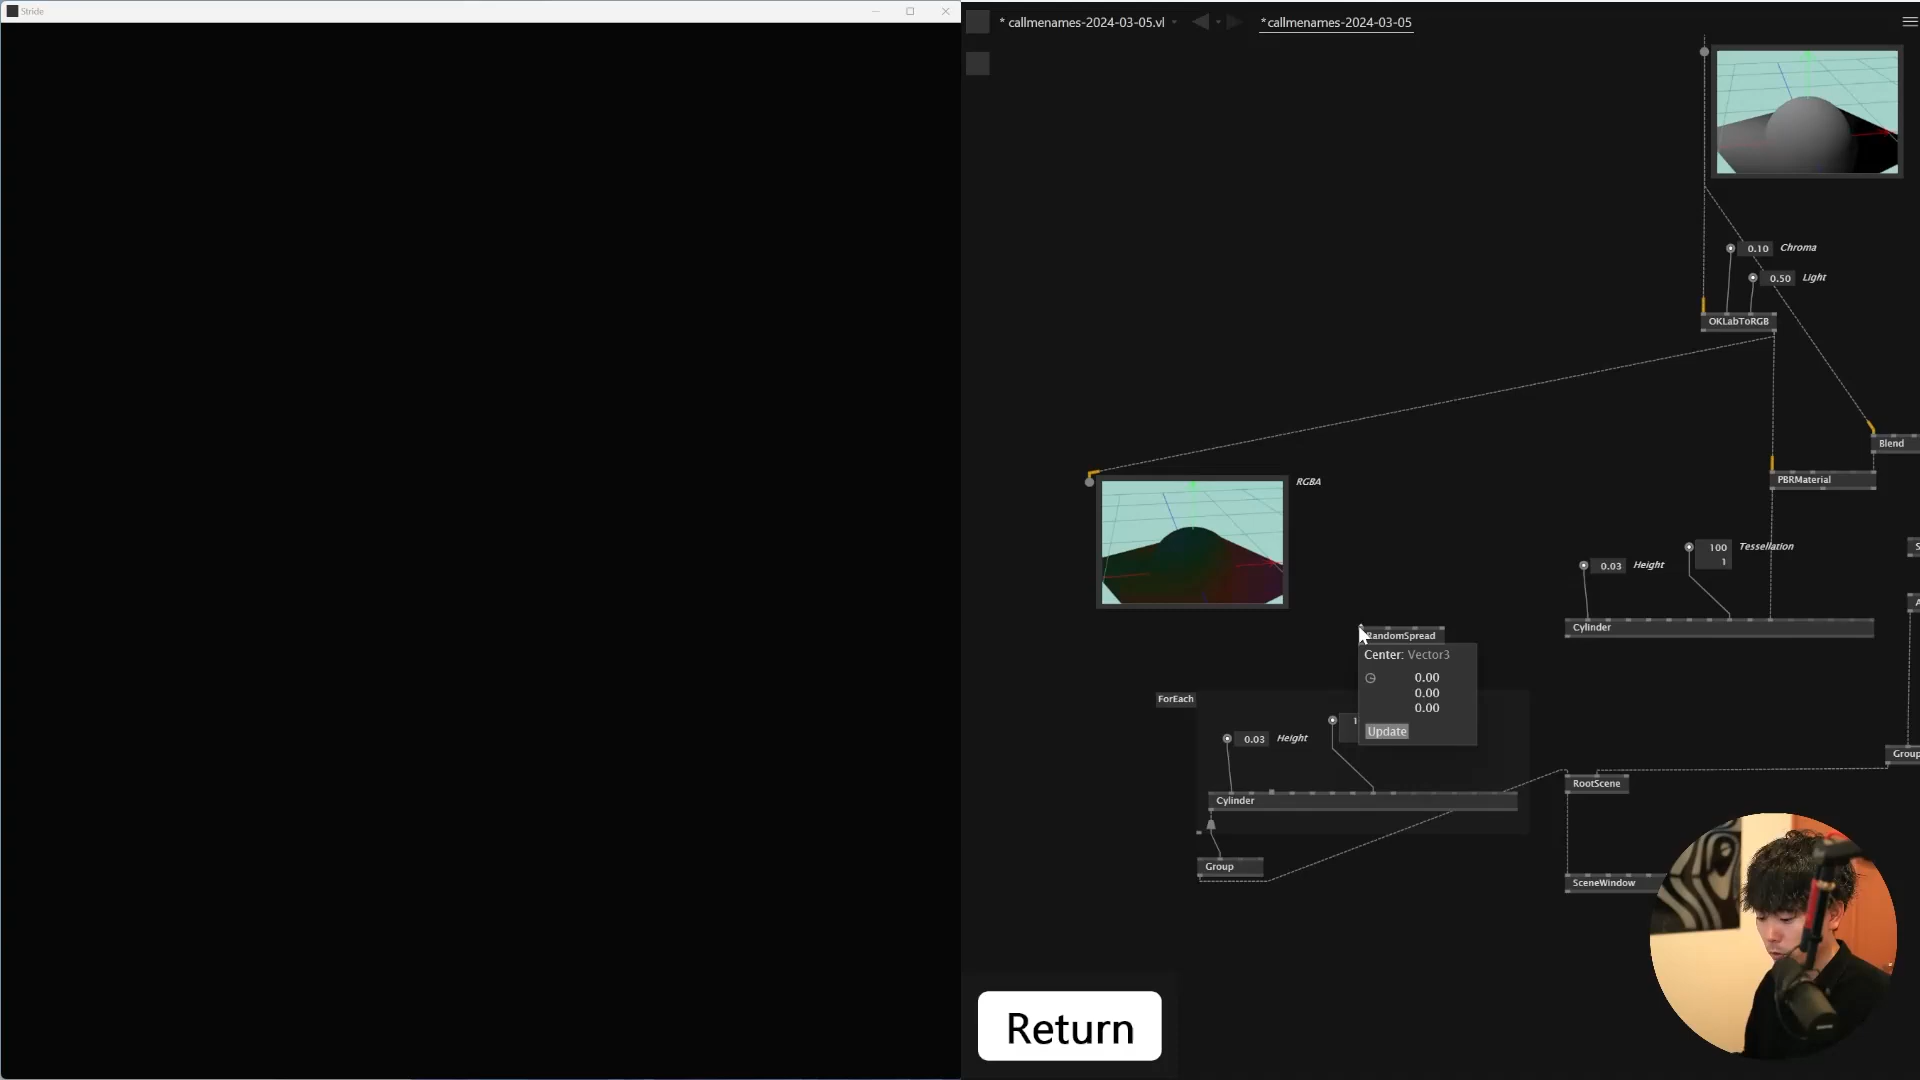 Stride
* callmenames-2024-03-05.vl
*callmenames-2024-03-05
0.10 Chroma
0.50 Light
OKLabToRGB
Blend
RGBA
PBRMaterial
100 Tessellation
1
0.03 Height
RandomSpread
Cylinder
Center: Vector3
0.00
0.00
0.00
Update
ForEach
0.03 Height
Cylinder
Group
RootScene
Group
SceneWindow
Return